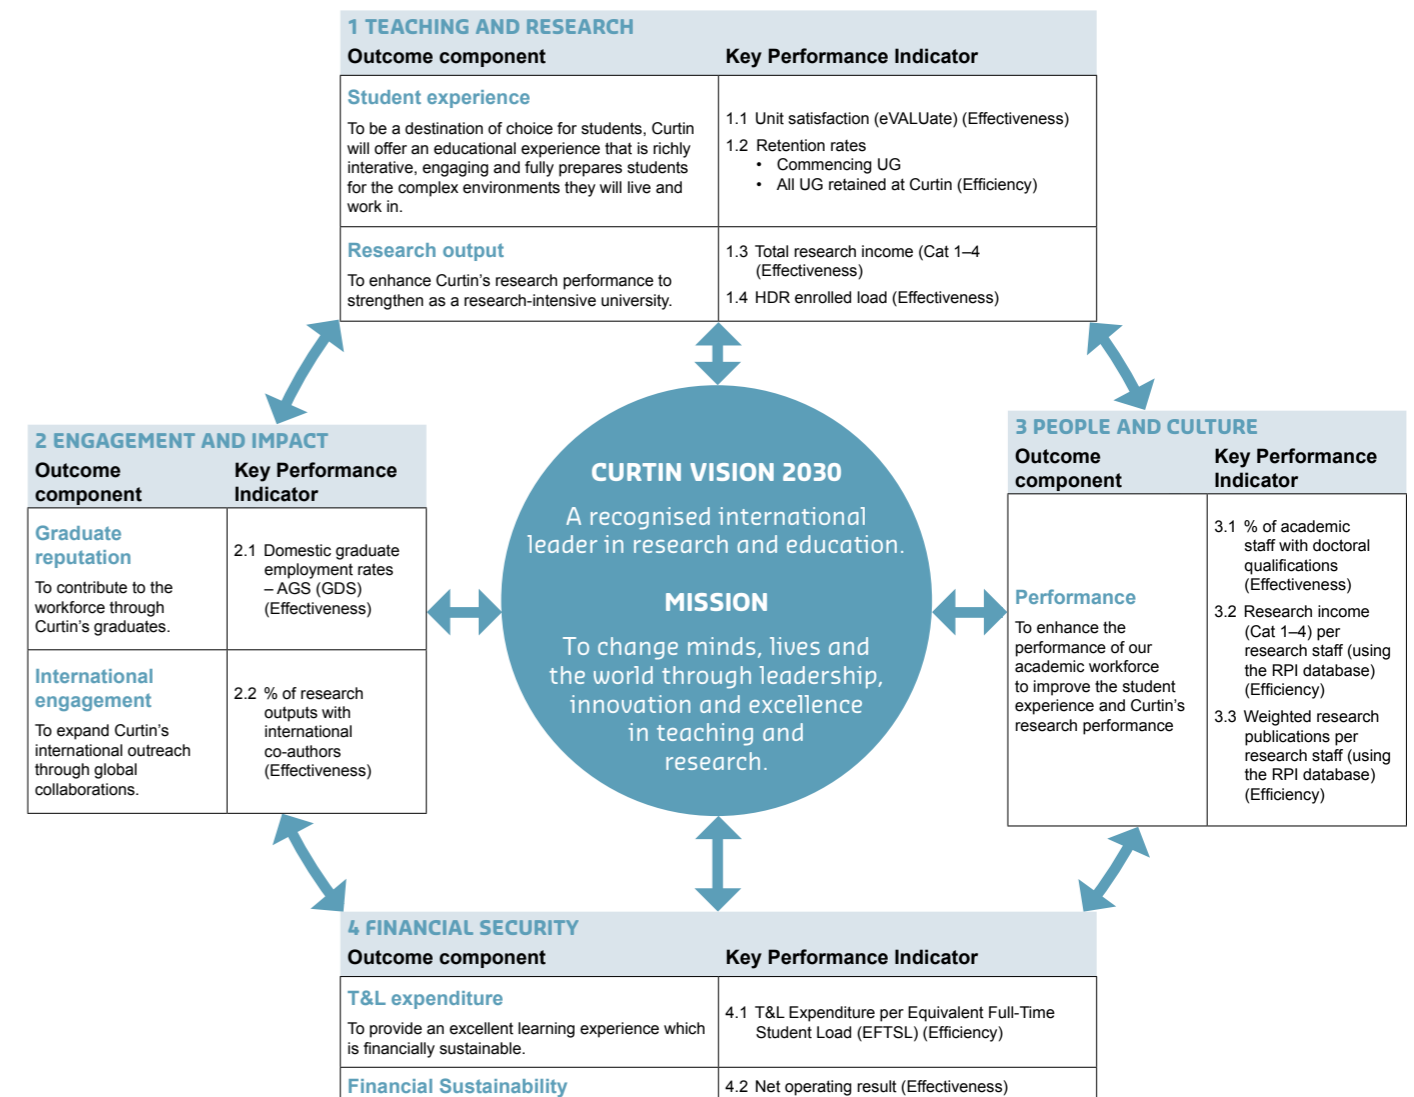 1 TEACHING AND RESEARCH
Outcome component
Key Performance Indicator
Student experience
To be a destination of choice for students, Curtin
will offer an educational experience that is richly
interative, engaging and fully prepares students
for the complex environments they will live and
work in.
1.1 Unit satisfaction (eVALUate) (Effectiveness)
1.2 Retention rates
• Commencing UG
• All UG retained at Curtin (Efficiency)
Research output
To enhance Curtin's research performance to
strengthen as a research-intensive university.
1.3 Total research income (Cat 1–4
(Effectiveness)
1.4 HDR enrolled load (Effectiveness)
2 ENGAGEMENT AND IMPACT
Outcome
component
Key Performance
Indicator
Graduate
reputation
To contribute to the
workforce through
Curtin's graduates.
2.1 Domestic graduate
employment rates
– AGS (GDS)
(Effectiveness)
International
engagement
To expand Curtin's
international outreach
through global
collaborations.
2.2 % of research
outputs with
international
co-authors
(Effectiveness)
CURTIN VISION 2030
A recognised international
leader in research and education.
MISSION
To change minds, lives and
the world through leadership,
innovation and excellence
in teaching and
research.
3 PEOPLE AND CULTURE
Outcome
component
Key Performance
Indicator
Performance
To enhance the
performance of our
academic workforce
to improve the student
experience and Curtin's
research performance
3.1 % of academic
staff with doctoral
qualifications
(Effectiveness)
3.2 Research income
(Cat 1–4) per
research staff (using
the RPI database)
(Efficiency)
3.3 Weighted research
publications per
research staff (using
the RPI database)
(Efficiency)
4 FINANCIAL SECURITY
Outcome component
Key Performance Indicator
T&L expenditure
To provide an excellent learning experience which
is financially sustainable.
4.1 T&L Expenditure per Equivalent Full-Time
Student Load (EFTSL) (Efficiency)
Financial Sustainability
4.2 Net operating result (Effectiveness)